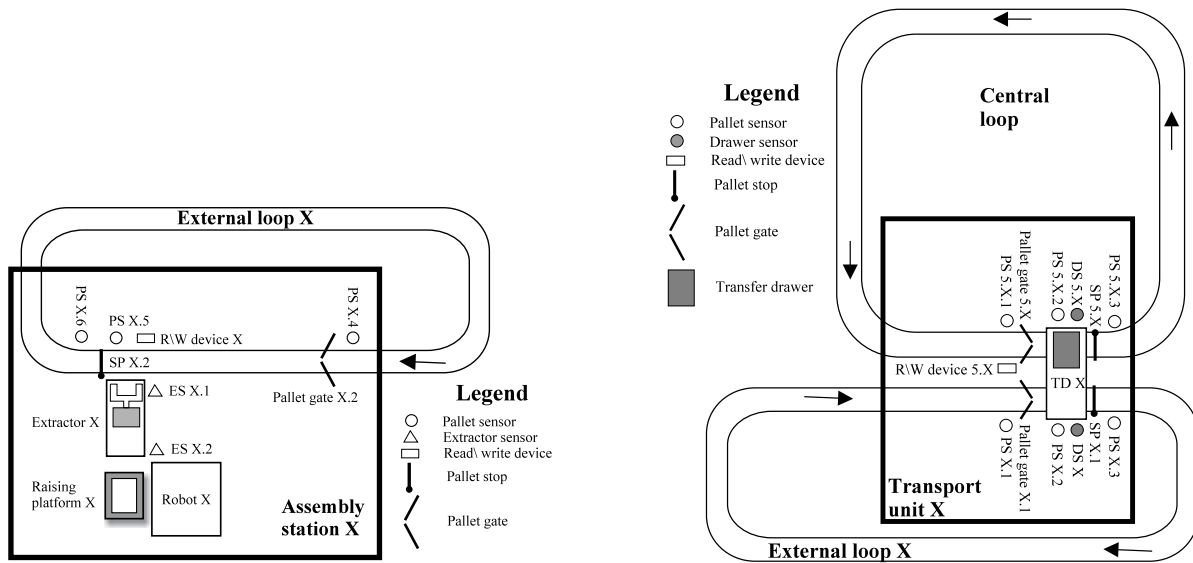 External loop X
PS X.6
PS X.5
R\W device X
PS X.4
SP X.2
ES X.1
Pallet gate X.2
Extractor X
ES X.2
Raising
platform X
Robot X
Assembly
station X
Legend
Pallet sensor
Extractor sensor
Read\ write device
Pallet stop
Pallet gate
Legend
Pallet sensor
Drawer sensor
Read\ write device
Pallet stop
Pallet gate
Transfer drawer
Central
loop
PS 5.X.1
Pallet gate 5.X
PS 5.X.2
DS 5.X
SP 5.X
PS 5.X.3
R\W device 5.X
TD X
PS X.1
Pallet gate X.1
PS X.2
DS X
SP X.1
PS X.3
Transport
unit X
External loop X